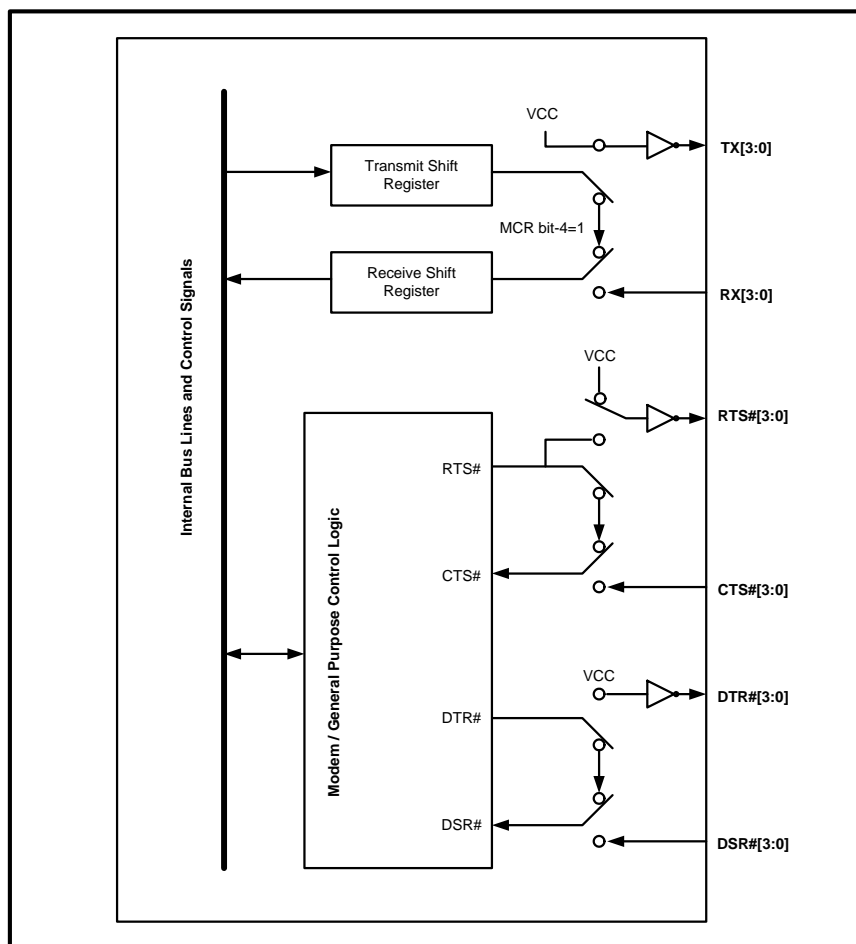 VCC
TX[3:0]
Transmit Shift
Register
MCR bit-4=1
Receive Shift
Register
RX[3:0]
Internal Bus Lines and Control Signals
VCC
RTS#[3:0]
Modem / General Purpose Control Logic
RTS#
CTS#
CTS#[3:0]
VCC
DTR#[3:0]
DTR#
DSR#
DSR#[3:0]